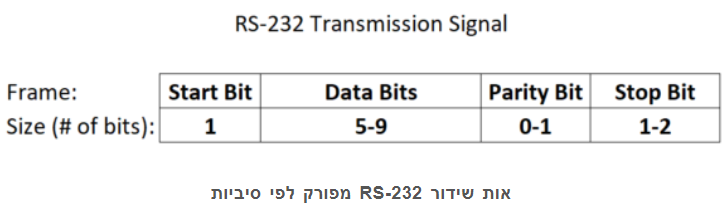 RS-232 Transmission Signal
Frame: Start Bit Data Bits Parity Bit Stop Bit
Size (# of bits): 1 5-9 0-1 1-2
אות שידור RS-232 מפורק לפי סיביות